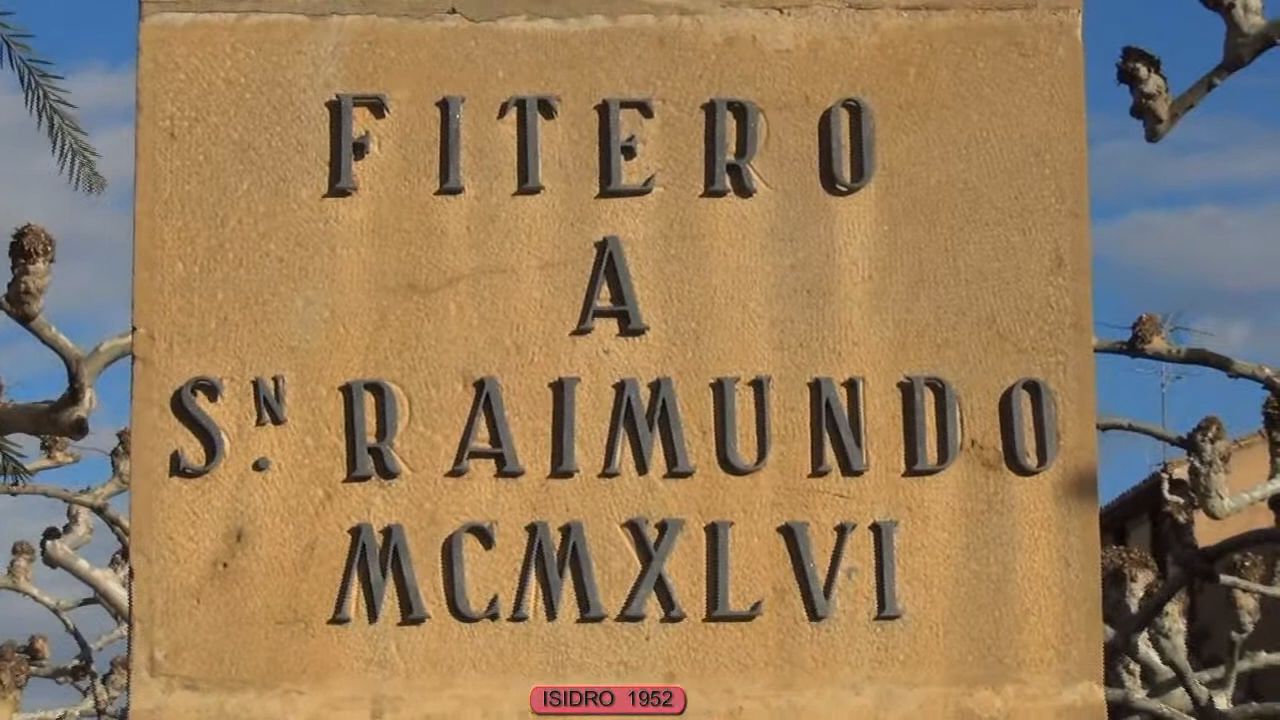 FITERO
A
SN. RAIMUNDO
MCMXLVI
ISIDRO 1952